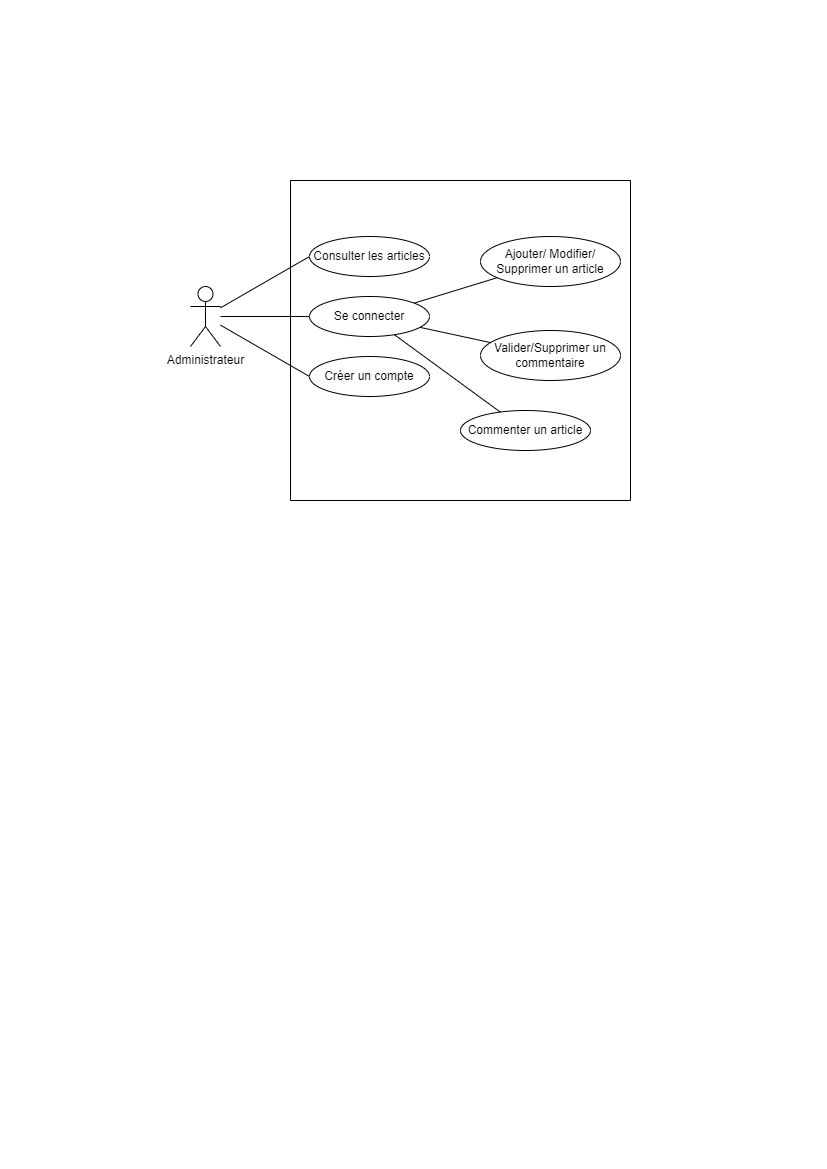 Consulter les articles
Ajouter/ Modifier/
Supprimer un article
Se connecter
Administrateur
Valider/Supprimer un
commentaire
Créer un compte
Commenter un article